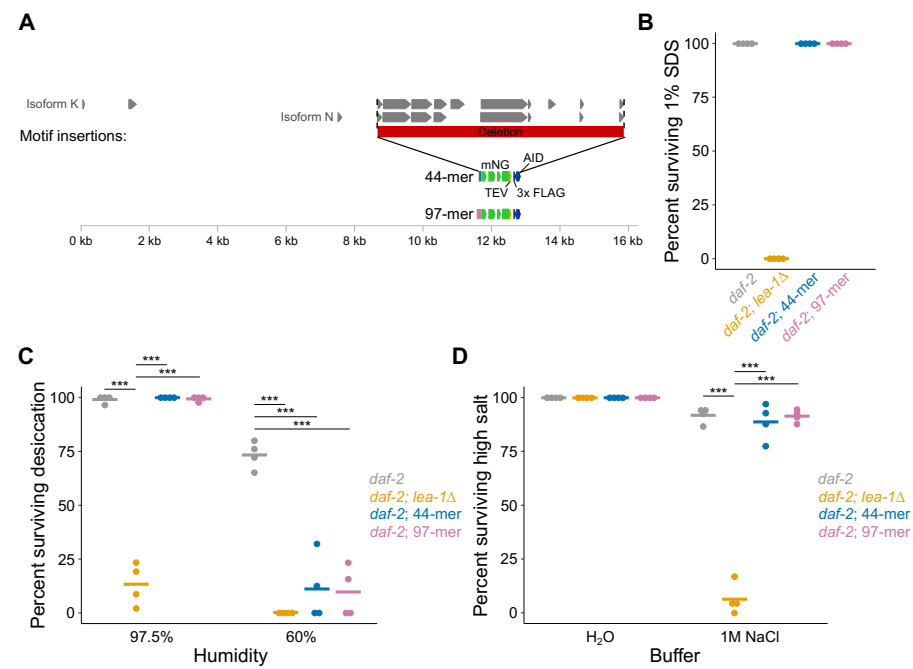 A
Isoform K
Isoform N
Motif insertions:
Deletion
mNG
AID
44-mer
TEV
3x FLAG
97-mer
0 kb
2 kb
4 kb
6 kb
8 kb
10 kb
12 kb
14 kb
16 kb
B
Percent surviving 1% SDS
100
75
50
25
0
daf-2
daf-2; lea-1Δ
daf-2; 44-mer
daf-2; 97-mer
C
Percent surviving desiccation
100
75
50
25
0
***
***
***
***
***
***
97.5%
60%
Humidity
daf-2
daf-2; lea-1Δ
daf-2; 44-mer
daf-2; 97-mer
D
Percent surviving high salt
100
75
50
25
0
***
***
***
H₂O
1M NaCl
Buffer
daf-2
daf-2; lea-1Δ
daf-2; 44-mer
daf-2; 97-mer